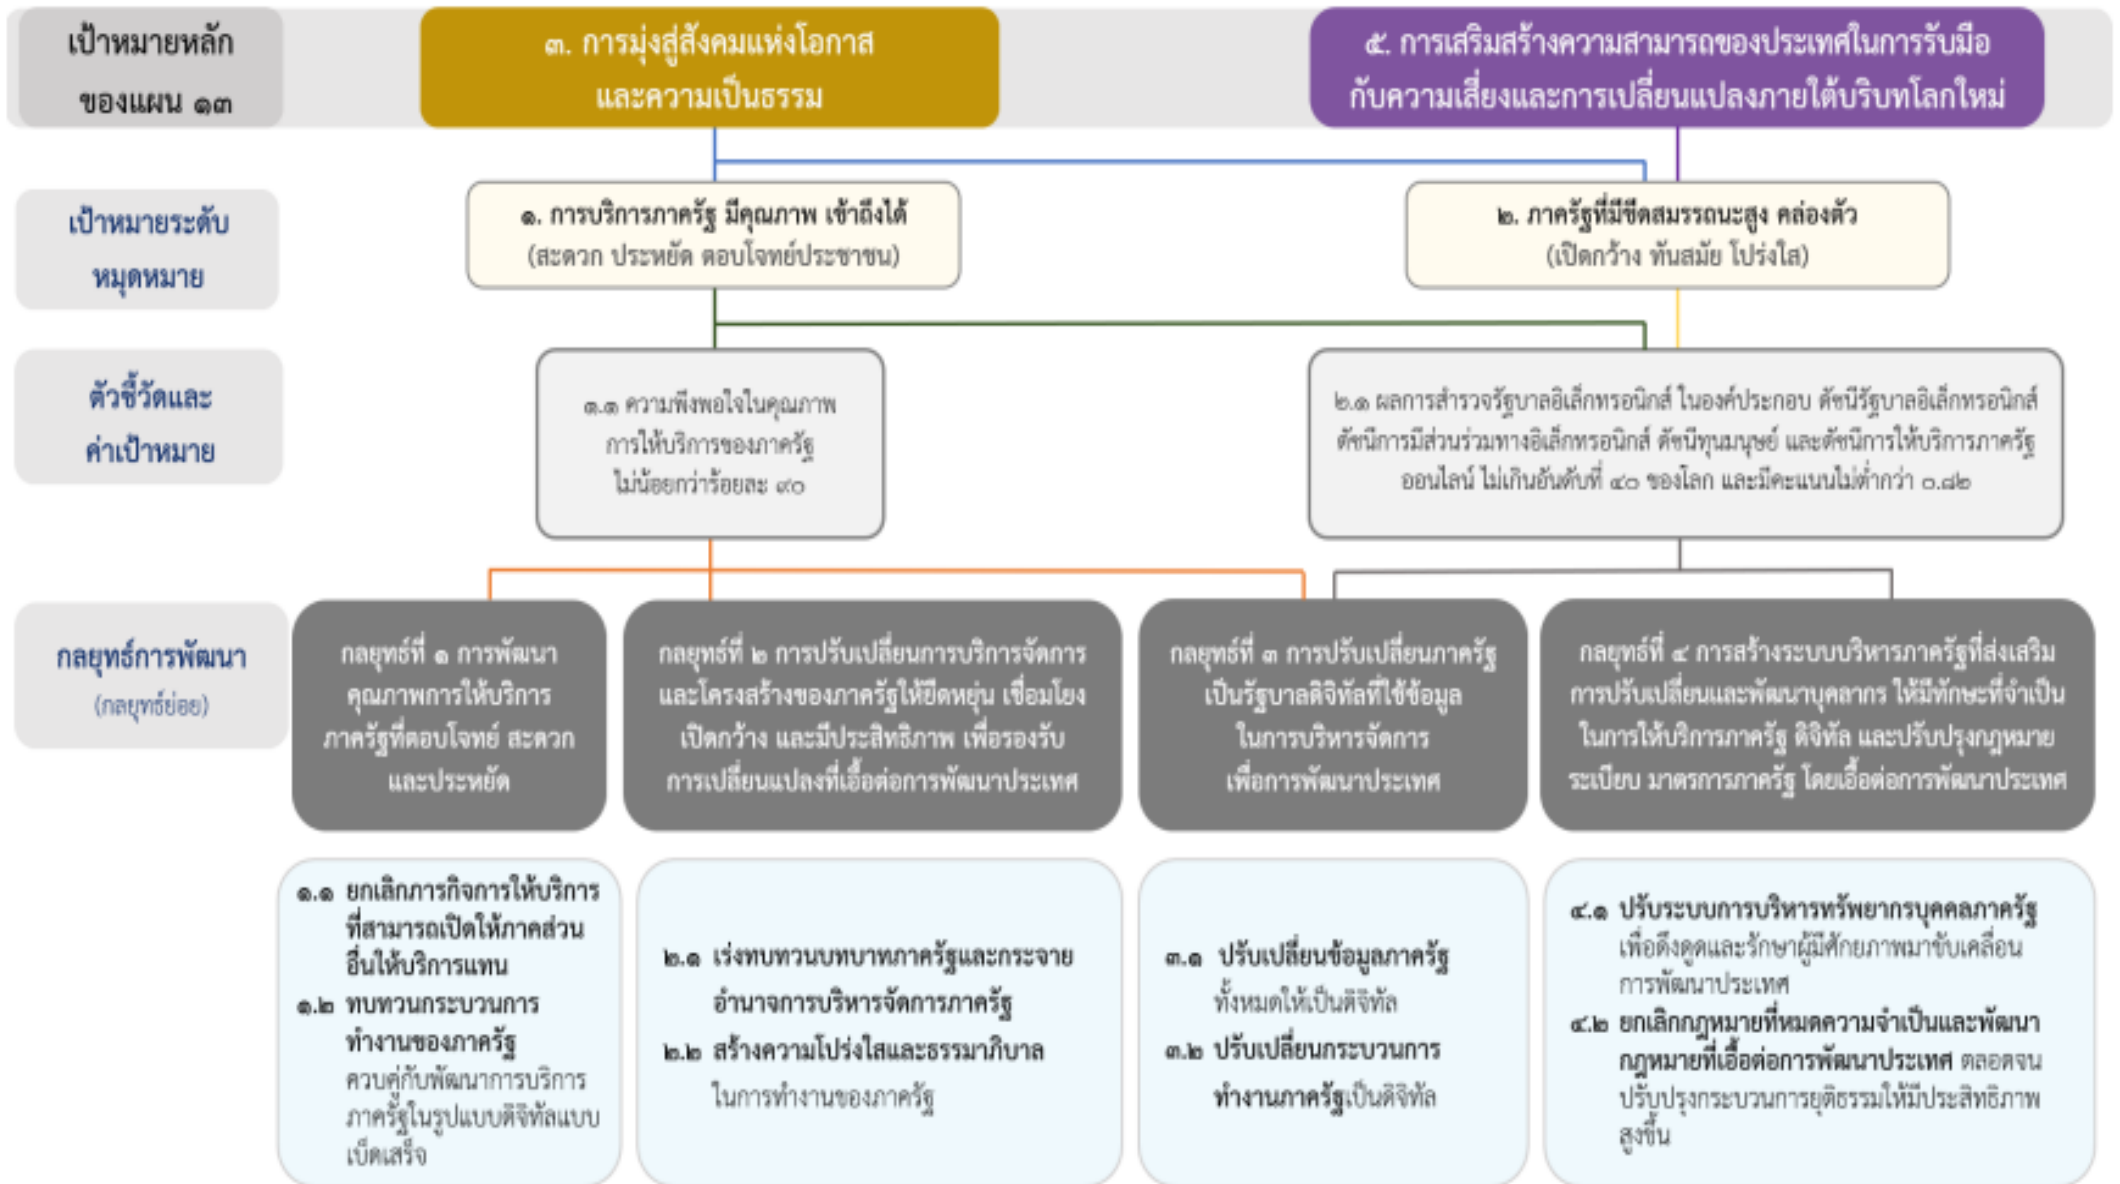 เป้าหมายหลัก
ของแผน ๑๓
๓. การมุ่งสู่สังคมแห่งโอกาส
และความเป็นธรรม
๕. การเสริมสร้างความสามารถของประเทศในการรับมือ
กับความเสี่ยงและการเปลี่ยนแปลงภายใต้บริบทโลกใหม่
เป้าหมายระดับ
หมุดหมาย
๑. การบริการภาครัฐ มีคุณภาพ เข้าถึงได้
(สะดวก ประหยัด ตอบโจทย์ประชาชน)
๒. ภาครัฐที่มีขีดสมรรถนะสูง คล่องตัว
(เปิดกว้าง ทันสมัย โปร่งใส)
ตัวชี้วัดและ
ค่าเป้าหมาย
๑.๑ ความพึงพอใจในคุณภาพ
การให้บริการของภาครัฐ
ไม่น้อยกว่าร้อยละ ๙๐
๒.๑ ผลการสำรวจรัฐบาลอิเล็กทรอนิกส์ ในองค์ประกอบ ดัชนีรัฐบาลอิเล็กทรอนิกส์
ดัชนีการมีส่วนร่วมทางอิเล็กทรอนิกส์ ดัชนีทุนมนุษย์ และดัชนีการให้บริการภาครัฐ
ออนไลน์ ไม่เกินอันดับที่ ๔๐ ของโลก และมีคะแนนไม่ต่ำกว่า ๐.๘๒
กลยุทธ์การพัฒนา
(กลยุทธ์ย่อย)
กลยุทธ์ที่ ๑ การพัฒนา
คุณภาพการให้บริการ
ภาครัฐที่ตอบโจทย์ สะดวก
และประหยัด
กลยุทธ์ที่ ๒ การปรับเปลี่ยนการบริการจัดการ
และโครงสร้างของภาครัฐให้ยืดหยุ่น เชื่อมโยง
เปิดกว้าง และมีประสิทธิภาพ เพื่อรองรับ
การเปลี่ยนแปลงที่เอื้อต่อการพัฒนาประเทศ
กลยุทธ์ที่ ๓ การปรับเปลี่ยนภาครัฐ
เป็นรัฐบาลดิจิทัลที่ใช้ข้อมูล
ในการบริหารจัดการ
เพื่อการพัฒนาประเทศ
กลยุทธ์ที่ ๔ การสร้างระบบบริหารภาครัฐที่ส่งเสริม
การปรับเปลี่ยนและพัฒนาบุคลากร ให้มีทักษะที่จำเป็น
ในการให้บริการภาครัฐ ดิจิทัล และปรับปรุงกฎหมาย
ระเบียบ มาตรการภาครัฐ โดยเอื้อต่อการพัฒนาประเทศ
๑.๑ ยกเลิกภารกิจการให้บริการ
ที่สามารถเปิดให้ภาคส่วน
อื่นให้บริการแทน
๑.๒ ทบทวนกระบวนการ
ทำงานของภาครัฐ
ควบคู่กับพัฒนาการบริการ
ภาครัฐในรูปแบบดิจิทัลแบบ
เบ็ดเสร็จ
๒.๑ เร่งทบทวนบทบาทภาครัฐและกระจาย
อำนาจการบริหารจัดการภาครัฐ
๒.๒ สร้างความโปร่งใสและธรรมาภิบาล
ในการทำงานของภาครัฐ
๓.๑ ปรับเปลี่ยนข้อมูลภาครัฐ
ทั้งหมดให้เป็นดิจิทัล
๓.๒ ปรับเปลี่ยนกระบวนการ
ทำงานภาครัฐเป็นดิจิทัล
๔.๑ ปรับระบบการบริหารทรัพยากรบุคคลภาครัฐ
เพื่อดึงดูดและรักษาผู้มีศักยภาพมาขับเคลื่อน
การพัฒนาประเทศ
๔.๒ ยกเลิกกฎหมายที่หมดความจำเป็นและพัฒนา
กฎหมายที่เอื้อต่อการพัฒนาประเทศ ตลอดจน
ปรับปรุงกระบวนการยุติธรรมให้มีประสิทธิภาพ
สูงขึ้น